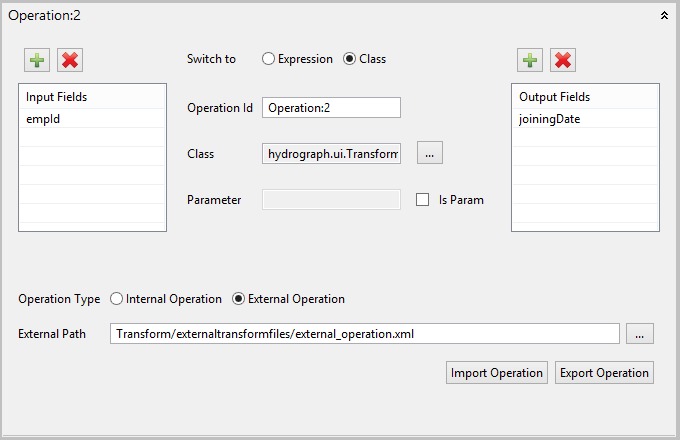 Operation:2
Switch to Expression Class
Input Fields
empId
Operation Id Operation:2
Class hydrograph.ui.Transform ...
Parameter Is Param
Output Fields
joiningDate
Operation Type Internal Operation External Operation
External Path Transform/externaltransformfiles/external_operation.xml ...
Import Operation Export Operation